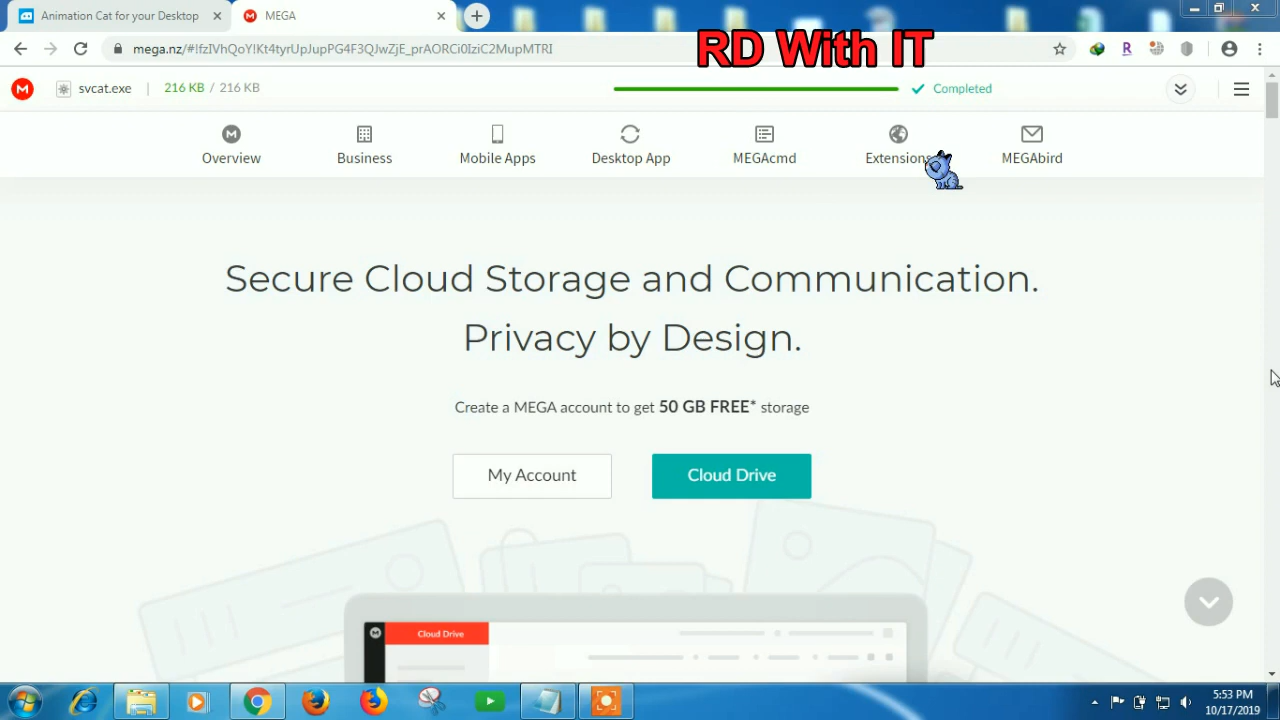 Animation Cat for your Desktop
MEGA
RD With IT
mega.nz/#!fzIVhQoY!Kt4tyrUpJupPG4F3QJwZjE_prAORCi0IziC2MupMTRI
svcat.exe
216 KB / 216 KB
Completed
Overview
Business
Mobile Apps
Desktop App
MEGAcmd
Extensions
MEGAbird
Secure Cloud Storage and Communication.
Privacy by Design.
Create a MEGA account to get 50 GB FREE* storage
My Account
Cloud Drive
Cloud Drive
5:53 PM
10/17/2019